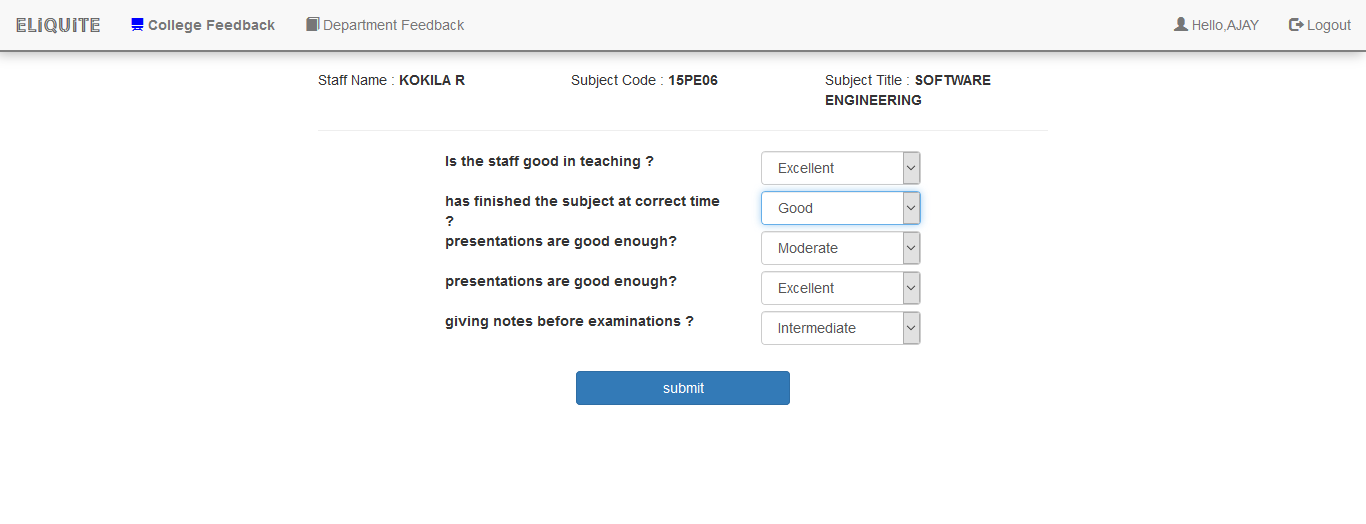 ELiQUiTE College Feedback Department Feedback Hello,AJAY Logout
Staff Name : KOKILA R Subject Code : 15PE06 Subject Title : SOFTWARE
ENGINEERING
Is the staff good in teaching ? Excellent
has finished the subject at correct time
? Good
presentations are good enough? Moderate
presentations are good enough? Excellent
giving notes before examinations ? Intermediate
submit